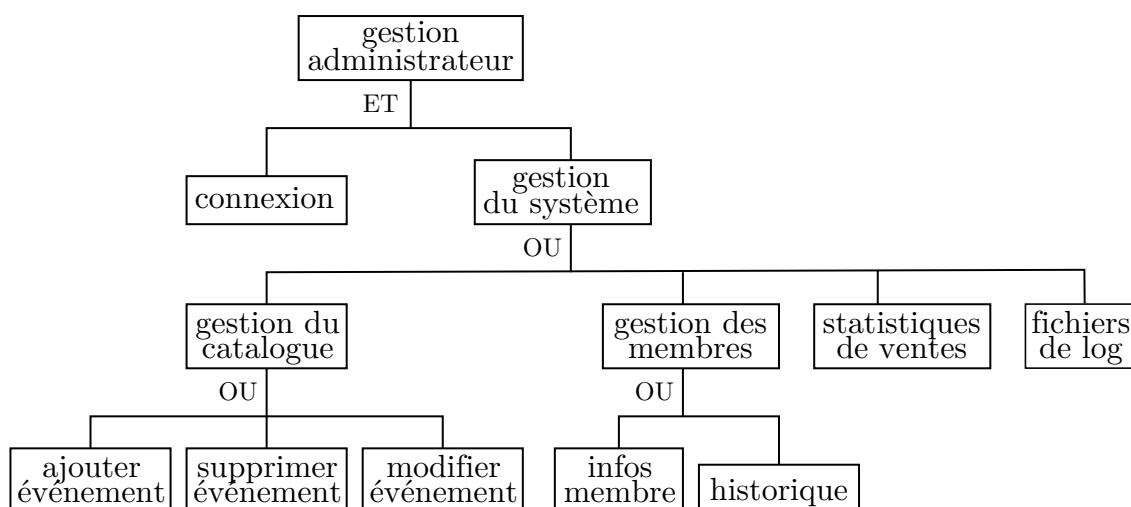 gestion
administrateur
ET
connexion
gestion
du système
OU
gestion du
catalogue
gestion des
membres
statistiques
de ventes
fichiers
de log
OU
OU
ajouter
événement
supprimer
événement
modifier
événement
infos
membre
historique